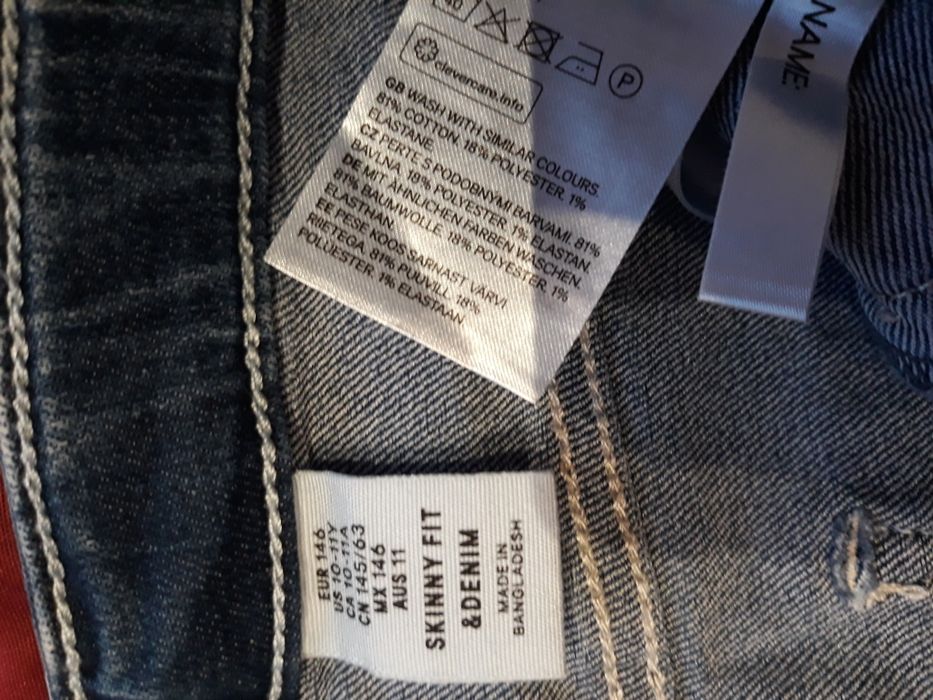 40
P
clevercare.info
GB WASH WITH SIMILAR COLOURS.
81% COTTON, 18% POLYESTER, 1%
ELASTANE
CZ PERTE S PODOBNYMI BARVAMI. 81%
BAVLNA, 18% POLYESTER, 1% ELASTAN.
DE MIT ÄHNLICHEN FARBEN WASCHEN.
81% BAUMWOLLE, 18% POLYESTER, 1%
ELASTHAN.
EE PESE KOOS SARNAST VÄRVI
RIIETEGA. 81% PUUVILL, 18%
POLÜESTER, 1% ELASTAAN.
NAME:
EUR 146
US 10-11Y
CA 10-11A
CN 145/63
MX 146
AUS 11
SKINNY FIT
&DENIM
MADE IN
BANGLADESH